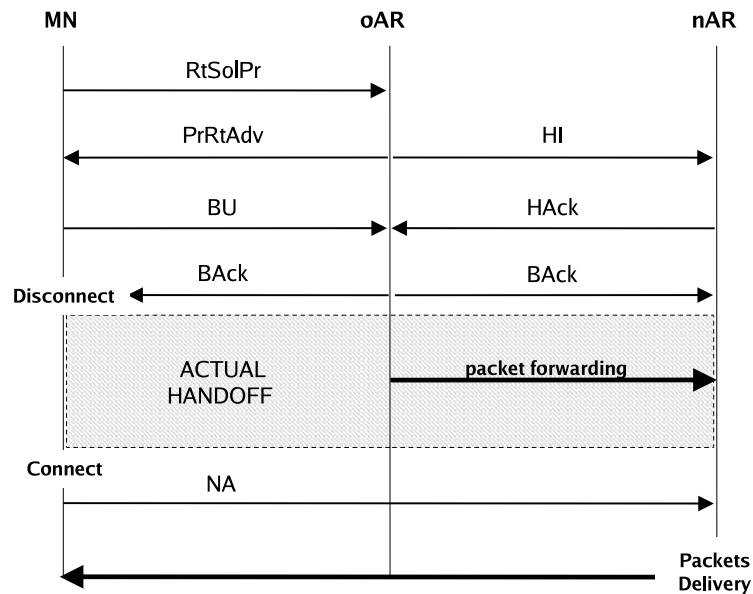 MN oAR nAR
RtSolPr
PrRtAdv HI
BU HAck
BAck BAck
Disconnect
ACTUAL
HANDOFF
packet forwarding
Connect
NA
Packets
Delivery